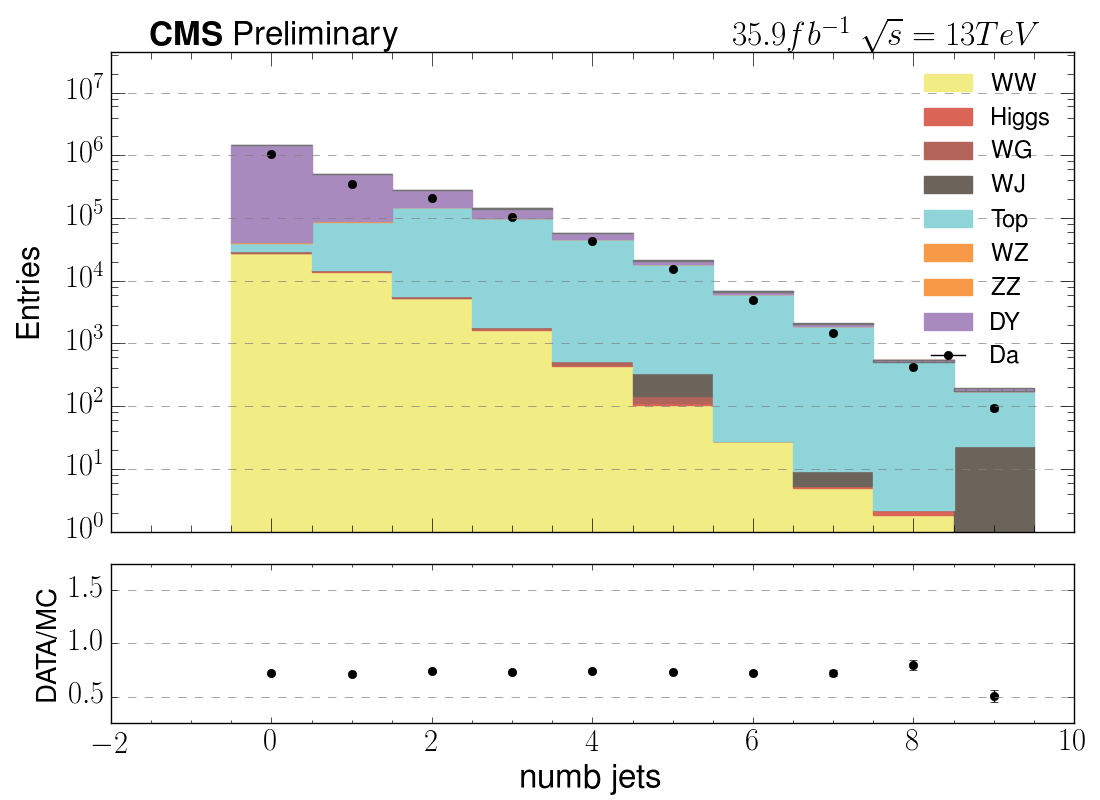 CMS Preliminary 35.9fb⁻¹ √s = 13TeV
Entries
10⁷
10⁶
10⁵
10⁴
10³
10²
10¹
10⁰
WW
Higgs
WG
WJ
Top
WZ
ZZ
DY
Da
DATA/MC
1.5
1.0
0.5
−2 0 2 4 6 8 10
numb jets